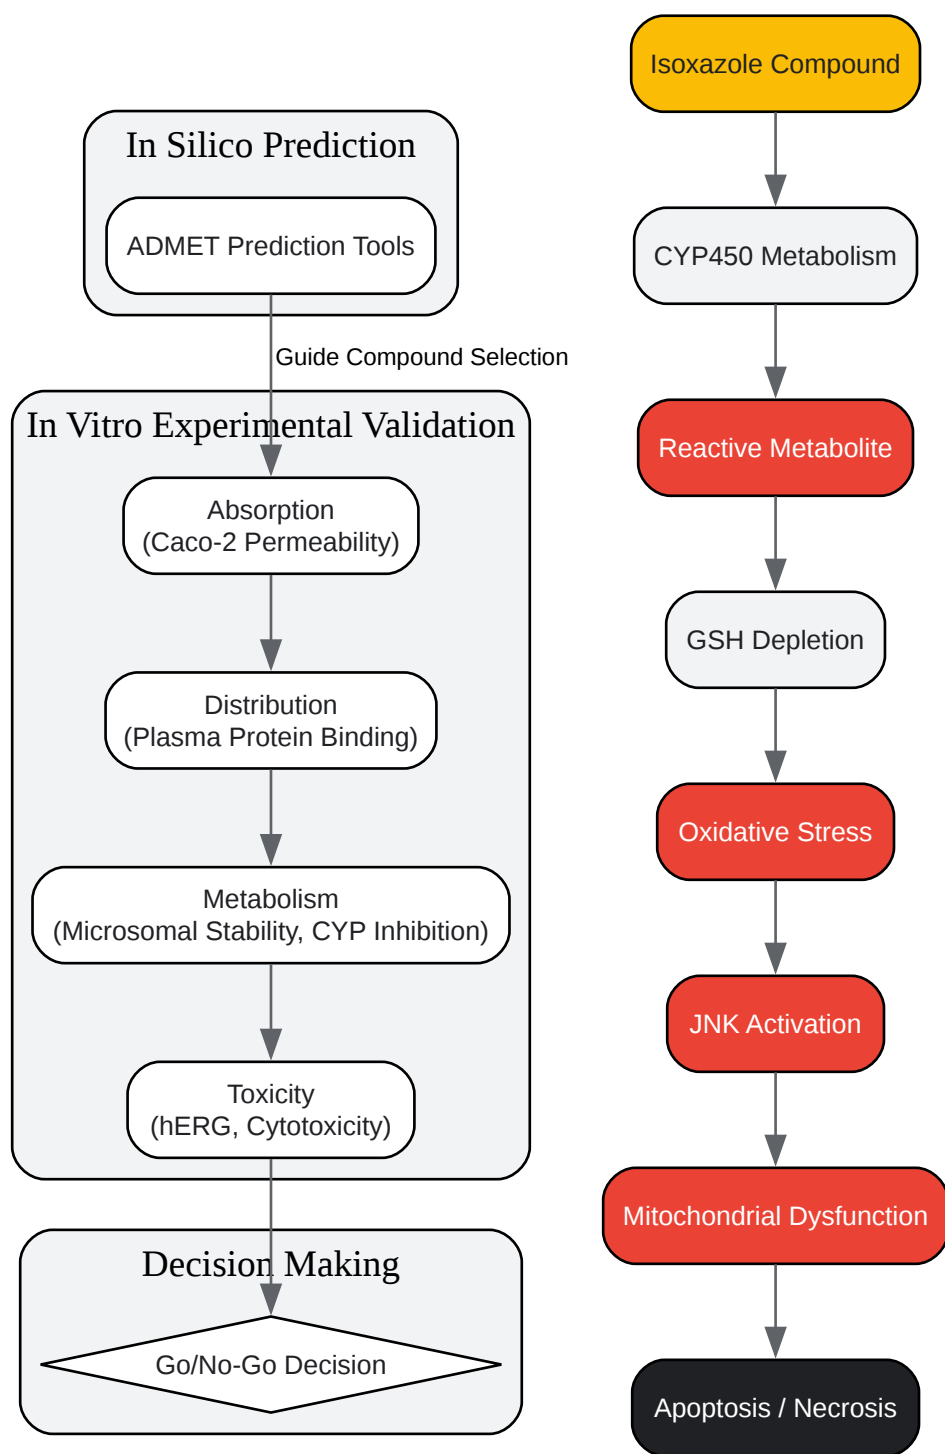 In Silico Prediction
ADMET Prediction Tools
Guide Compound Selection
In Vitro Experimental Validation
Absorption
(Caco-2 Permeability)
Distribution
(Plasma Protein Binding)
Metabolism
(Microsomal Stability, CYP Inhibition)
Toxicity
(hERG, Cytotoxicity)
Decision Making
Go/No-Go Decision
Isoxazole Compound
CYP450 Metabolism
Reactive Metabolite
GSH Depletion
Oxidative Stress
JNK Activation
Mitochondrial Dysfunction
Apoptosis / Necrosis